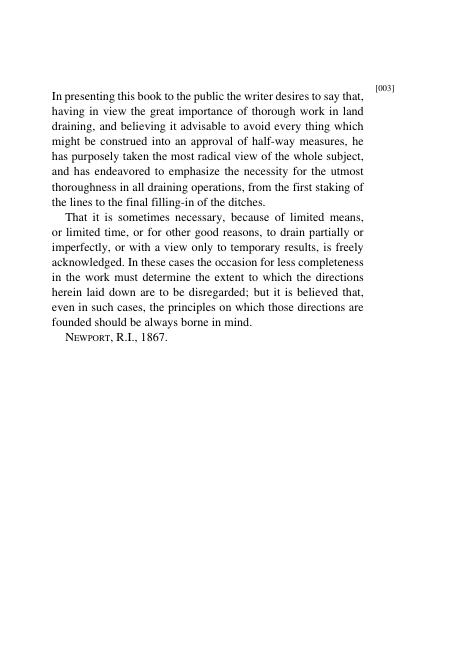 [003]
In presenting this book to the public the writer desires to say that,
having in view the great importance of thorough work in land
draining, and believing it advisable to avoid every thing which
might be construed into an approval of half-way measures, he
has purposely taken the most radical view of the whole subject,
and has endeavored to emphasize the necessity for the utmost
thoroughness in all draining operations, from the first staking of
the lines to the final filling-in of the ditches.
That it is sometimes necessary, because of limited means,
or limited time, or for other good reasons, to drain partially or
imperfectly, or with a view only to temporary results, is freely
acknowledged. In these cases the occasion for less completeness
in the work must determine the extent to which the directions
herein laid down are to be disregarded; but it is believed that,
even in such cases, the principles on which those directions are
founded should be always borne in mind.
NEWPORT, R.I., 1867.